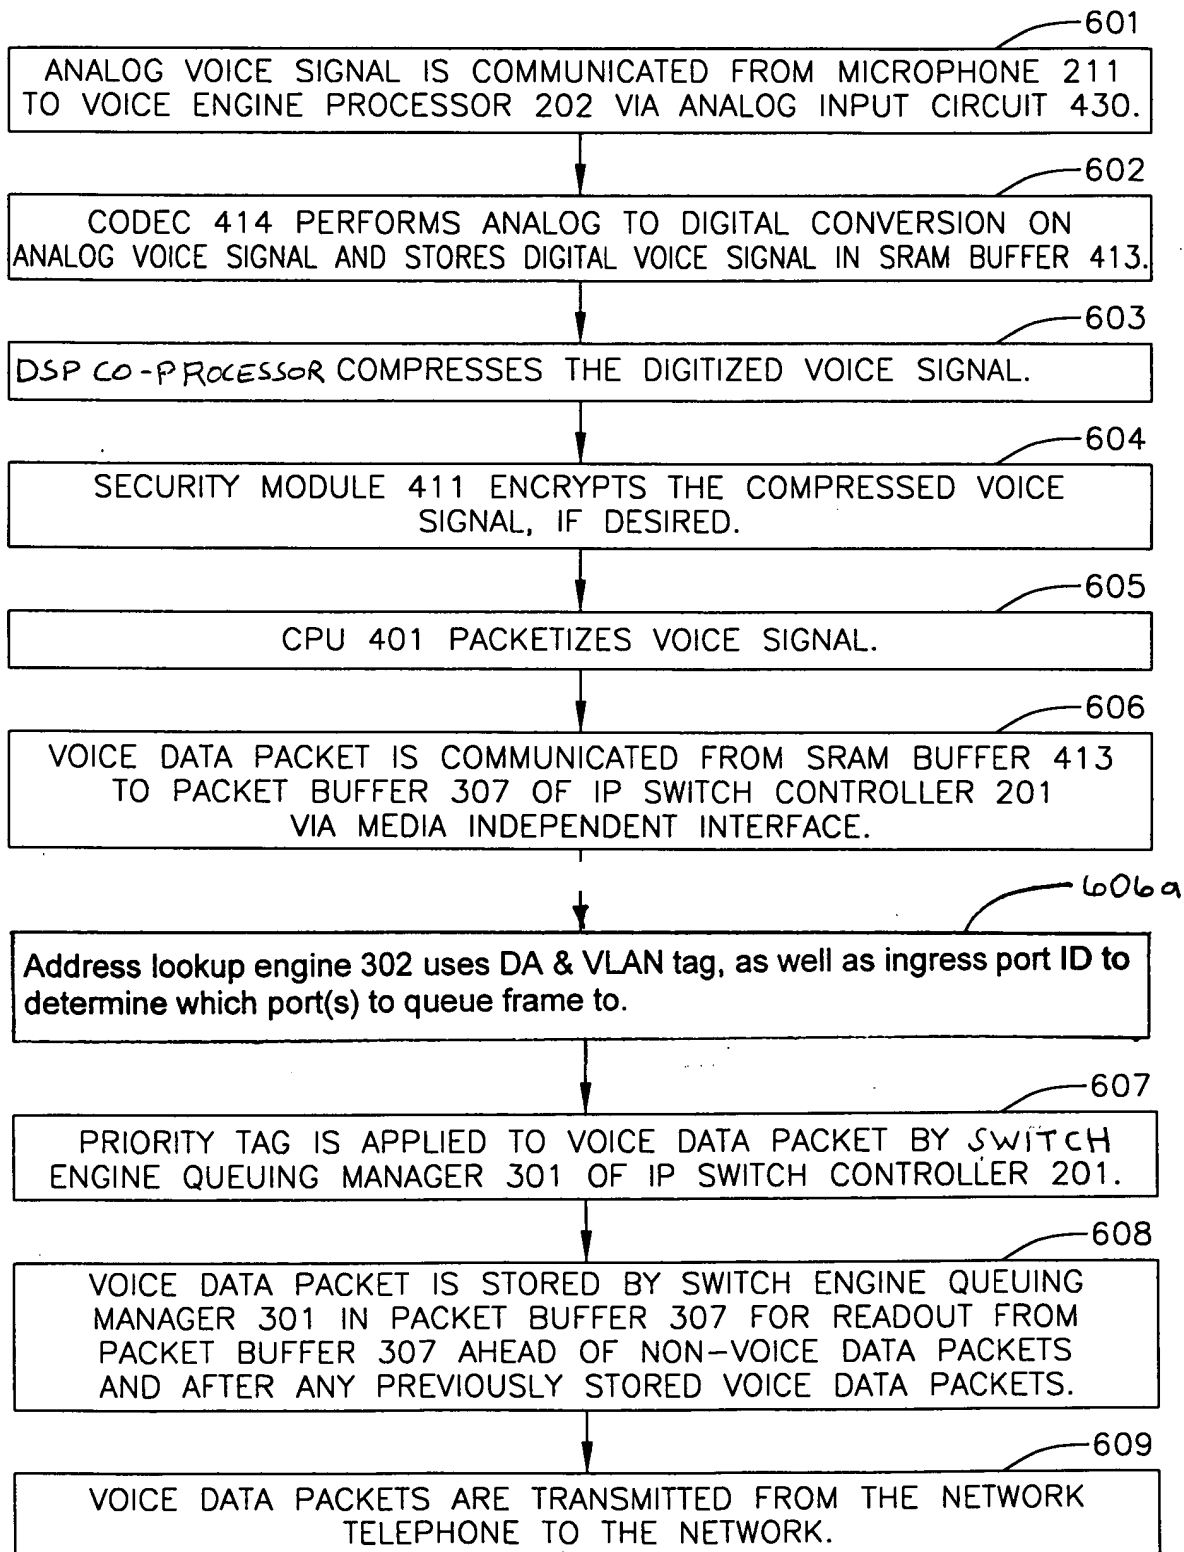 601
ANALOG VOICE SIGNAL IS COMMUNICATED FROM MICROPHONE 211
TO VOICE ENGINE PROCESSOR 202 VIA ANALOG INPUT CIRCUIT 430.
602
CODEC 414 PERFORMS ANALOG TO DIGITAL CONVERSION ON
ANALOG VOICE SIGNAL AND STORES DIGITAL VOICE SIGNAL IN SRAM BUFFER 413.
603
DSP CO-PROCESSOR COMPRESSES THE DIGITIZED VOICE SIGNAL.
604
SECURITY MODULE 411 ENCRYPTS THE COMPRESSED VOICE
SIGNAL, IF DESIRED.
605
CPU 401 PACKETIZES VOICE SIGNAL.
606
VOICE DATA PACKET IS COMMUNICATED FROM SRAM BUFFER 413
TO PACKET BUFFER 307 OF IP SWITCH CONTROLLER 201
VIA MEDIA INDEPENDENT INTERFACE.
606a
Address lookup engine 302 uses DA & VLAN tag, as well as ingress port ID to
determine which port(s) to queue frame to.
607
PRIORITY TAG IS APPLIED TO VOICE DATA PACKET BY SWITCH
ENGINE QUEUING MANAGER 301 OF IP SWITCH CONTROLLER 201.
608
VOICE DATA PACKET IS STORED BY SWITCH ENGINE QUEUING
MANAGER 301 IN PACKET BUFFER 307 FOR READOUT FROM
PACKET BUFFER 307 AHEAD OF NON-VOICE DATA PACKETS
AND AFTER ANY PREVIOUSLY STORED VOICE DATA PACKETS.
609
VOICE DATA PACKETS ARE TRANSMITTED FROM THE NETWORK
TELEPHONE TO THE NETWORK.